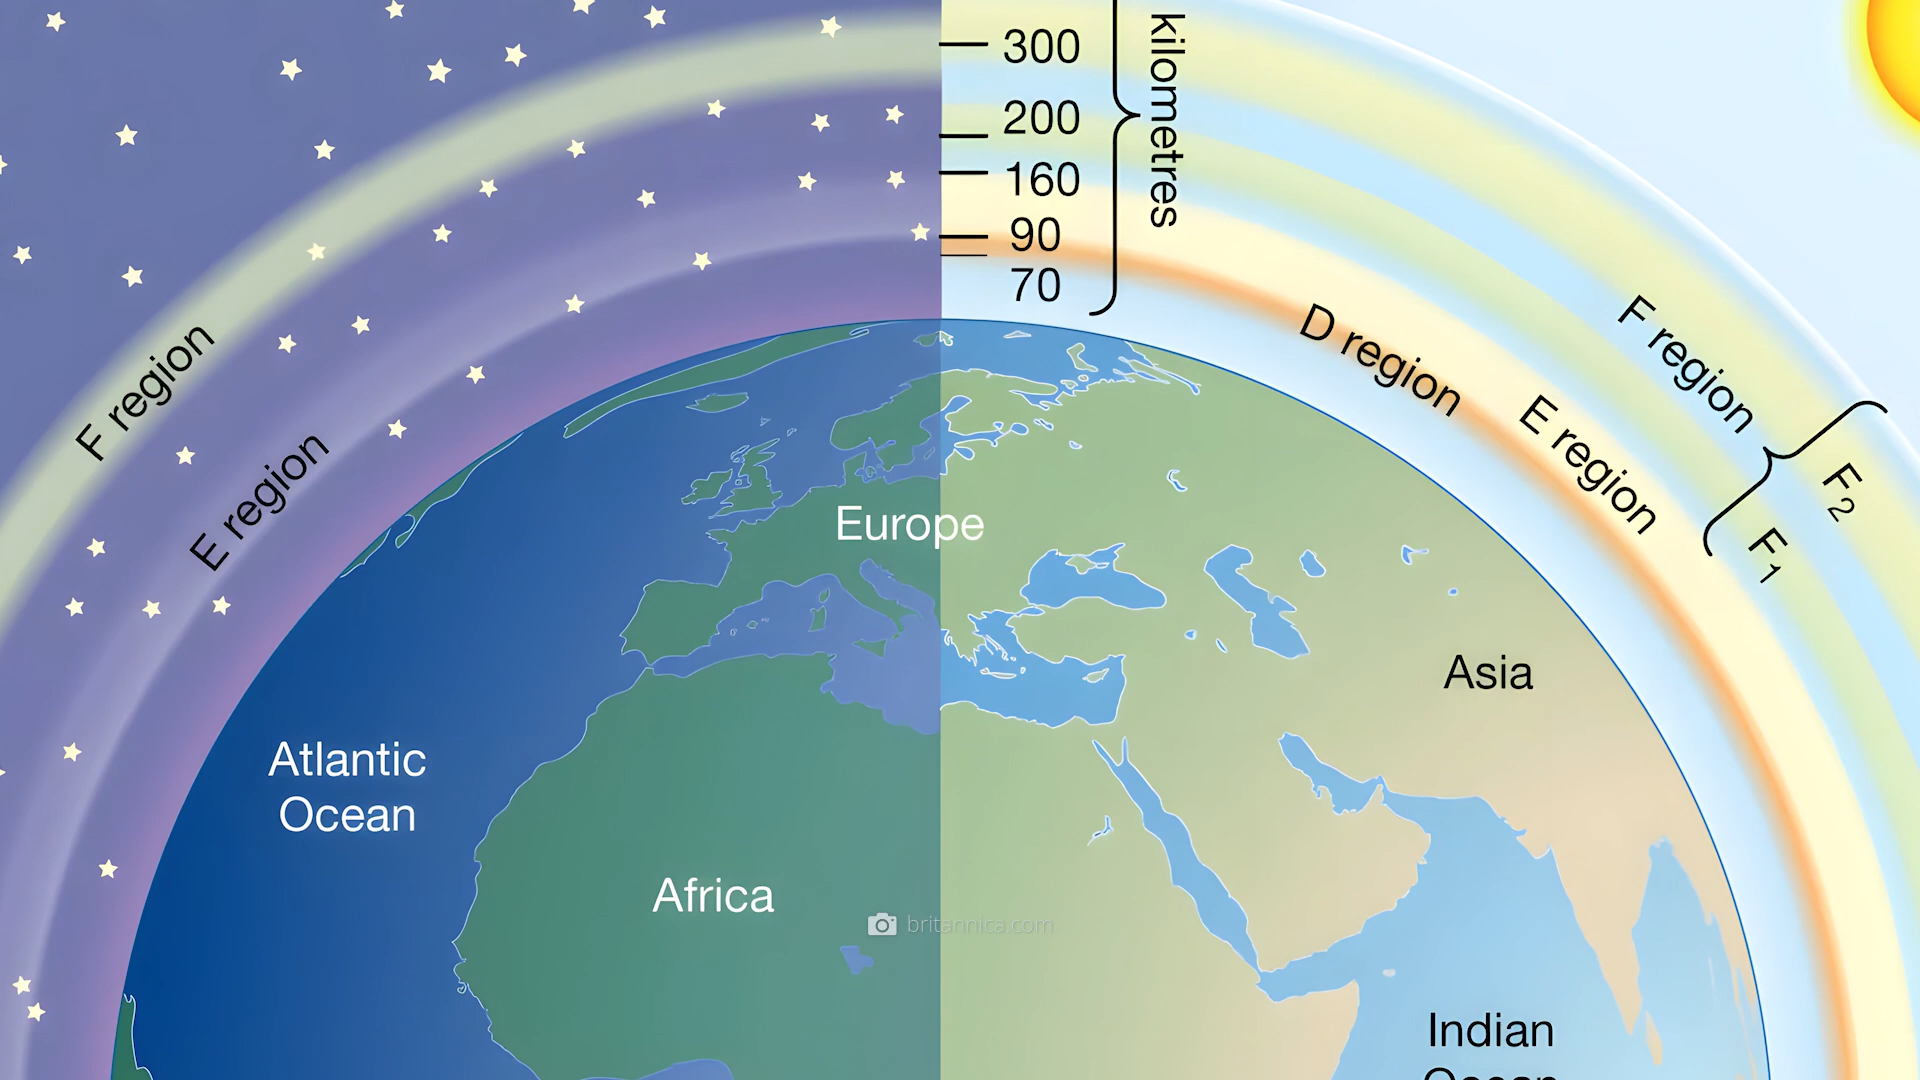 300
200
160
90
70
kilometres
F region
E region
D region
E region
F region
F2
F1
Europe
Asia
Atlantic
Ocean
Africa
britannica.com
Indian
Ocean